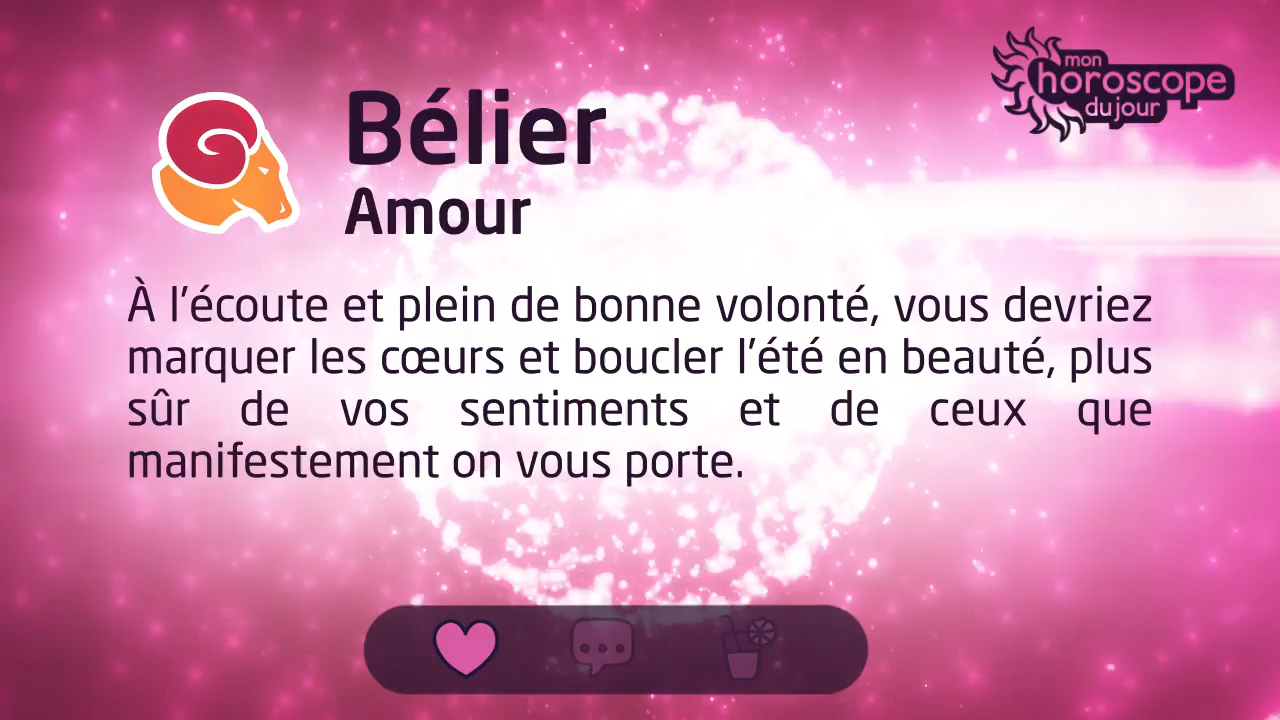 mon
horoscope
du jour
Bélier
Amour
À l’écoute et plein de bonne volonté, vous devriez
marquer les cœurs et boucler l’été en beauté, plus
sûr de vos sentiments et de ceux que
manifestement on vous porte.